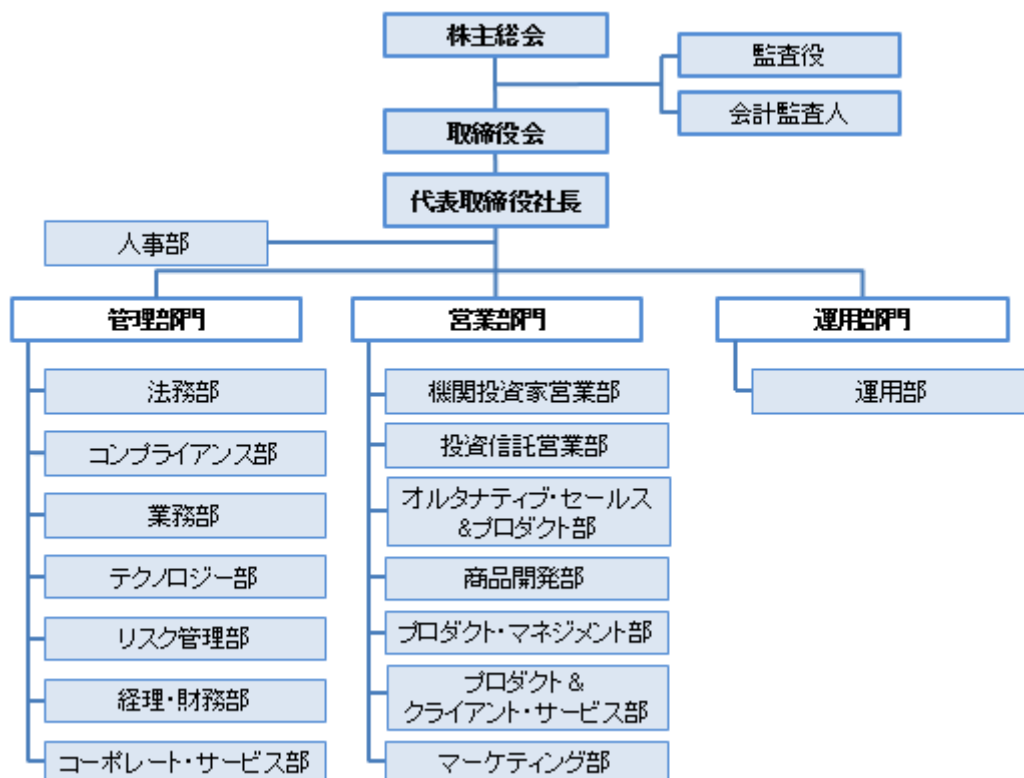 株主総会
監査役
会計監査人
取締役会
代表取締役社長
人事部
管理部門
営業部門
運用部門
法務部
コンプライアンス部
業務部
テクノロジー部
リスク管理部
経理・財務部
コーポレート・サービス部
機関投資家営業部
投資信託営業部
オルタナティブ・セールス
&プロダクト部
商品開発部
プロダクト・マネジメント部
プロダクト &
クライアント・サービス部
マーケティング部
運用部